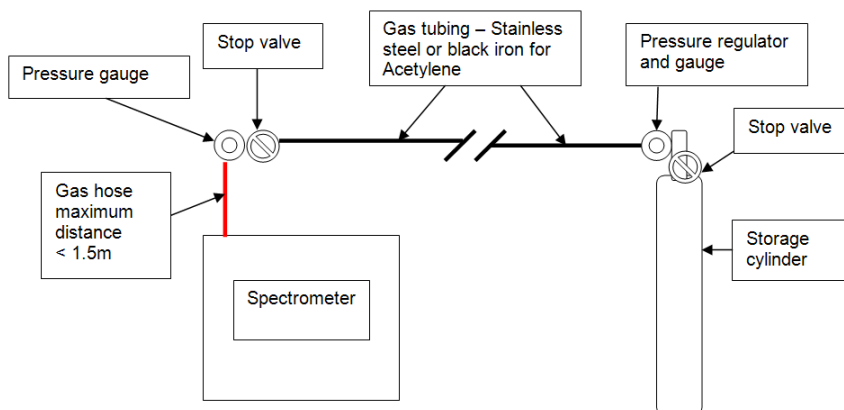 Pressure gauge
Stop valve
Gas tubing – Stainless
steel or black iron for
Acetylene
Pressure regulator
and gauge
Stop valve
Gas hose
maximum
distance
< 1.5m
Storage
cylinder
Spectrometer